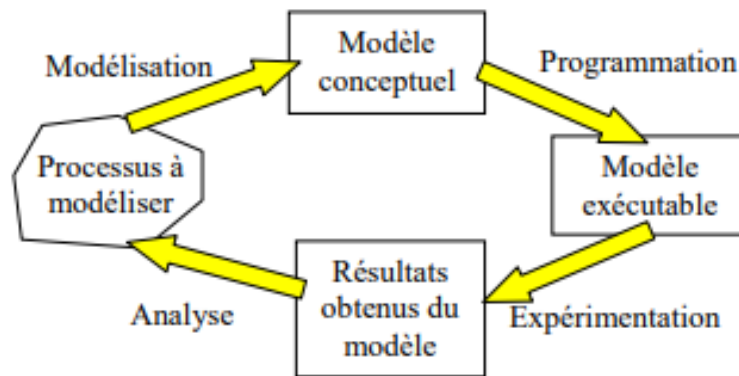 Modèle
conceptuel
Modélisation
Programmation
Processus à
modéliser
Modèle
exécutable
Résultats
obtenus du
modèle
Analyse
Expérimentation